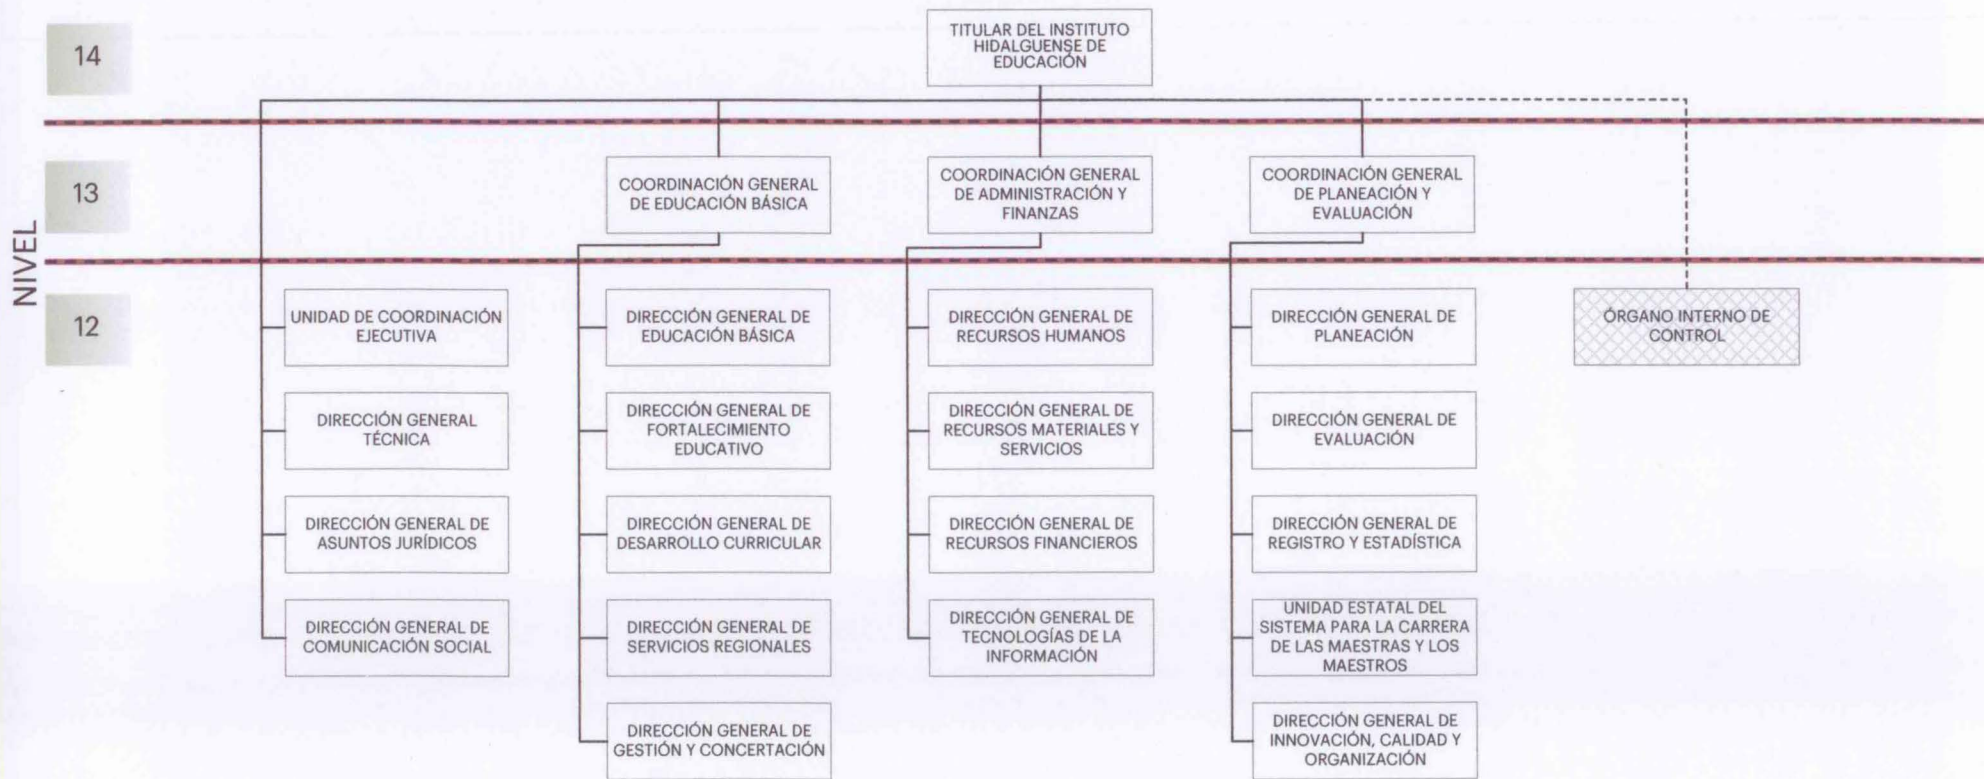 14
TITULAR DEL INSTITUTO
HIDALGUENSE DE
EDUCACIÓN
NIVEL
13
COORDINACIÓN GENERAL
DE EDUCACIÓN BÁSICA
COORDINACIÓN GENERAL
DE ADMINISTRACIÓN Y
FINANZAS
COORDINACIÓN GENERAL
DE PLANEACIÓN Y
EVALUACIÓN
12
UNIDAD DE COORDINACIÓN
EJECUTIVA
DIRECCIÓN GENERAL DE
EDUCACIÓN BÁSICA
DIRECCIÓN GENERAL DE
RECURSOS HUMANOS
DIRECCIÓN GENERAL DE
PLANEACIÓN
ÓRGANO INTERNO DE
CONTROL
DIRECCIÓN GENERAL
TÉCNICA
DIRECCIÓN GENERAL DE
FORTALECIMIENTO
EDUCATIVO
DIRECCIÓN GENERAL DE
RECURSOS MATERIALES Y
SERVICIOS
DIRECCIÓN GENERAL DE
EVALUACIÓN
DIRECCIÓN GENERAL DE
ASUNTOS JURÍDICOS
DIRECCIÓN GENERAL DE
DESARROLLO CURRICULAR
DIRECCIÓN GENERAL DE
RECURSOS FINANCIEROS
DIRECCIÓN GENERAL DE
REGISTRO Y ESTADÍSTICA
DIRECCIÓN GENERAL DE
COMUNICACIÓN SOCIAL
DIRECCIÓN GENERAL DE
SERVICIOS REGIONALES
DIRECCIÓN GENERAL DE
TECNOLOGÍAS DE LA
INFORMACIÓN
UNIDAD ESTATAL DEL
SISTEMA PARA LA CARRERA
DE LAS MAESTRAS Y LOS
MAESTROS
DIRECCIÓN GENERAL DE
GESTIÓN Y CONCERTACIÓN
DIRECCIÓN GENERAL DE
INNOVACIÓN, CALIDAD Y
ORGANIZACIÓN